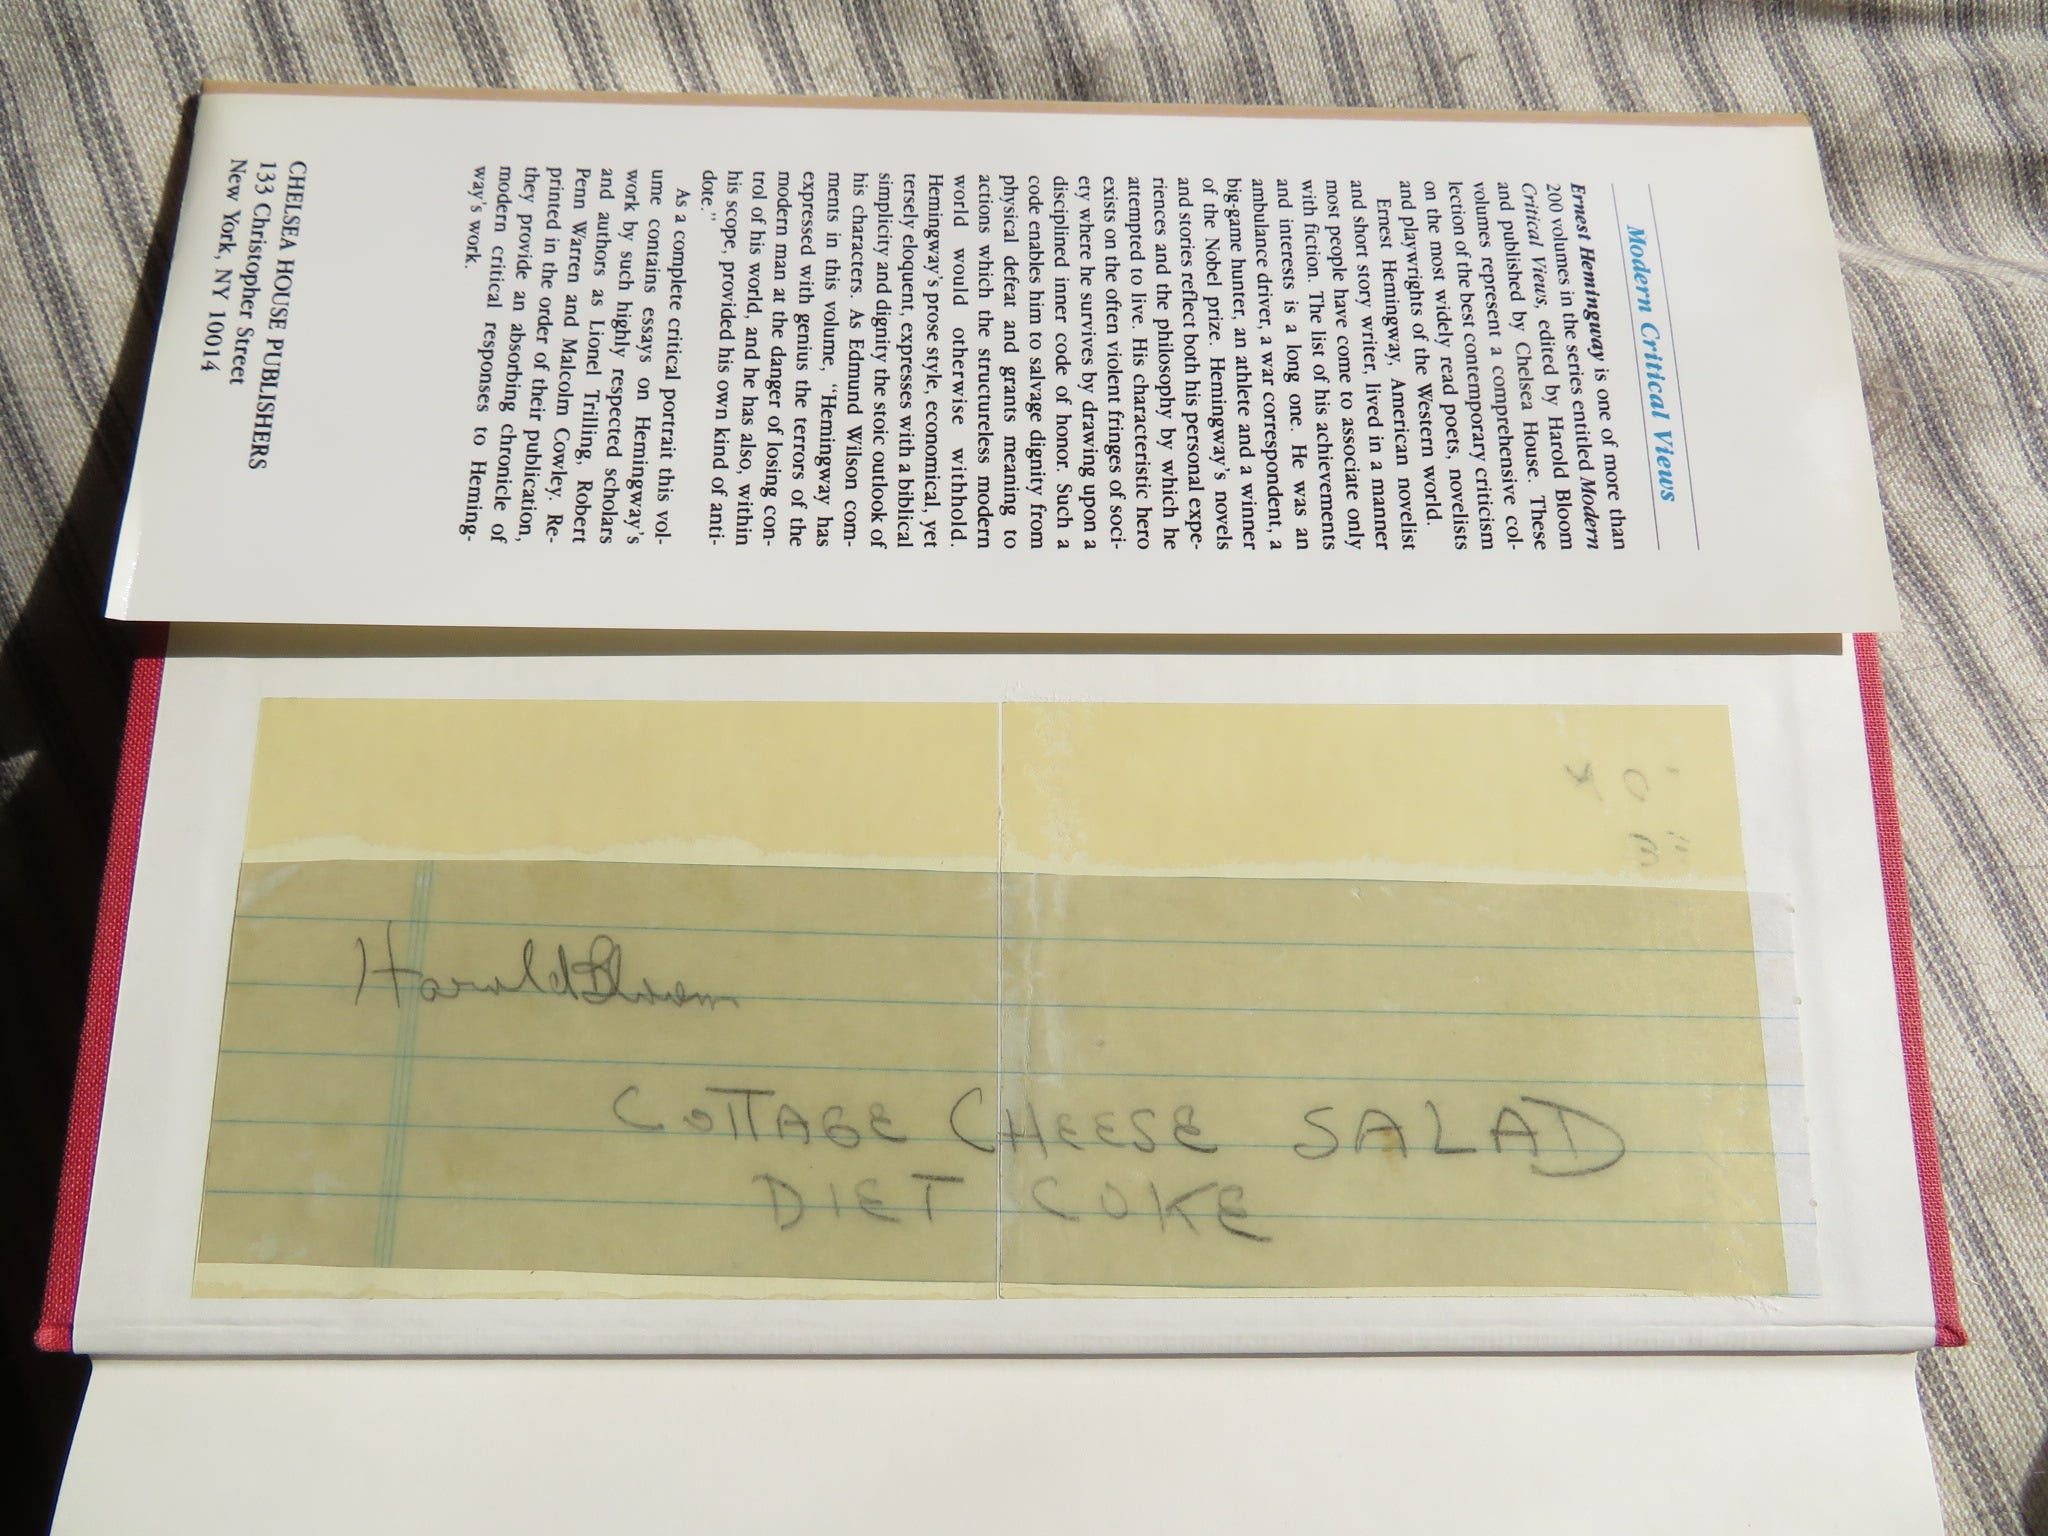 Modern Critical Views
Ernest Hemingway is one of more than
200 volumes in the series entitled Modern
Critical Views, edited by Harold Bloom
and published by Chelsea House. These
volumes represent a comprehensive col-
lection of the best contemporary criticism
on the most widely read poets, novelists
and playwrights of the Western world.
Ernest Hemingway, American novelist
and short story writer, lived in a manner
most people have come to associate only
with fiction. The list of his achievements
and interests is a long one. He was an
ambulance driver, a war correspondent, a
big-game hunter, an athlete and a winner
of the Nobel prize. Hemingway's novels
and stories reflect both his personal expe-
riences and the philosophy by which he
attempted to live. His characteristic hero
exists on the often violent fringes of soci-
ety where he survives by drawing upon a
disciplined inner code of honor. Such a
code enables him to salvage dignity from
physical defeat and grants meaning to
actions which the structureless modern
world would otherwise withhold.
Hemingway's prose style, economical, yet
tersely eloquent, expresses with a biblical
simplicity and dignity the stoic outlook of
his characters. As Edmund Wilson com-
ments in this volume, "Hemingway has
expressed with genius the terrors of the
modern man at the danger of losing con-
trol of his world, and he has also, within
his scope, provided his own kind of anti-
dote."
As a complete critical portrait this vol-
ume contains essays on Hemingway's
work by such highly respected scholars
and authors as Lionel Trilling, Robert
Penn Warren and Malcolm Cowley. Re-
printed in the order of their publication,
they provide an absorbing chronicle of
modern critical responses to Heming-
way's work.
CHELSEA HOUSE PUBLISHERS
133 Christopher Street
New York, NY 10014
Harold Bloom
COTTAGE CHEESE SALAD
DIET COKE